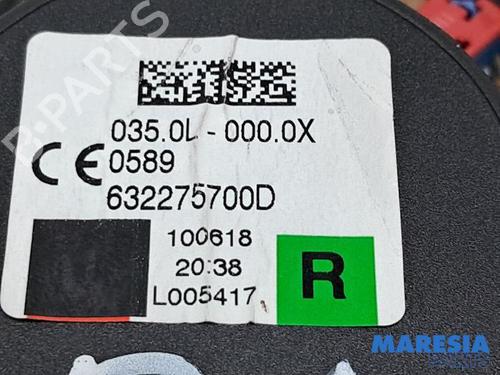 035.0L - 000.0X
CE 0589
632275700D
100618
20:38
L005417
R
B-PARTS
MARESIA